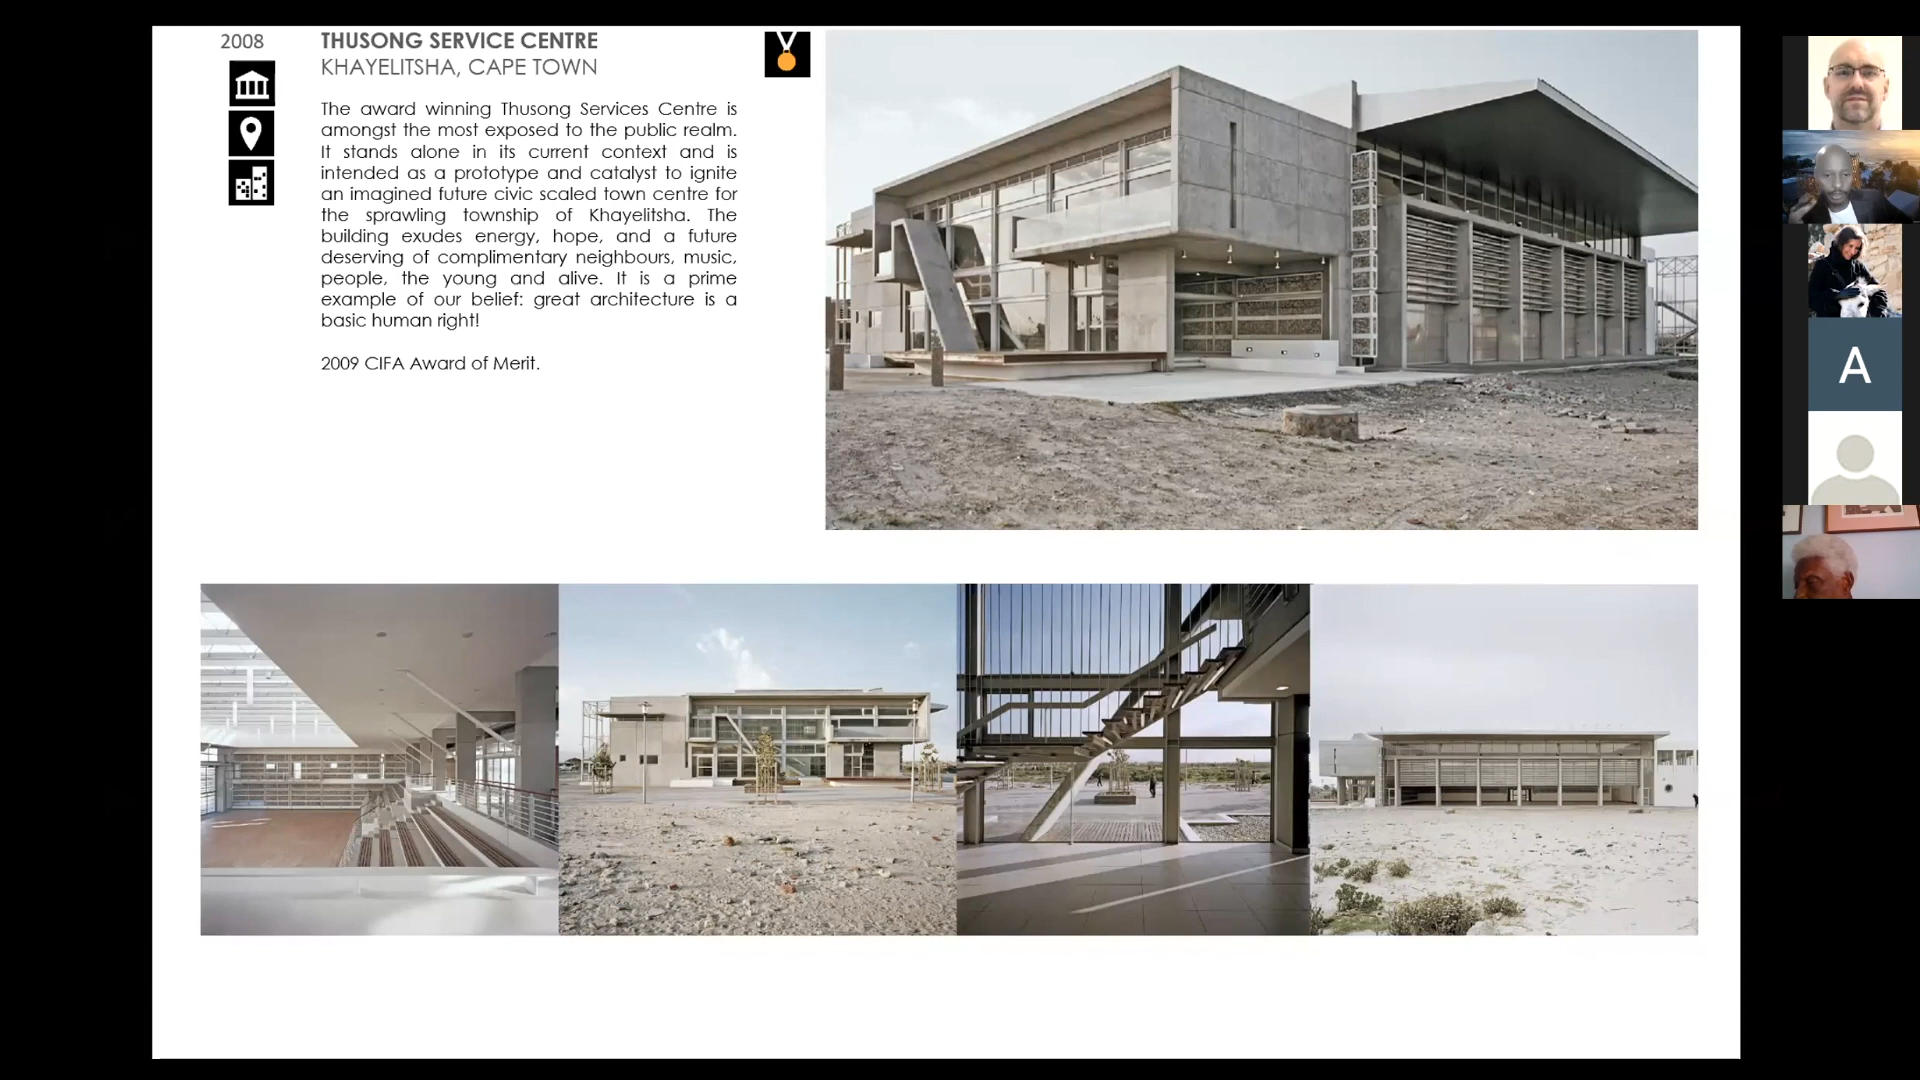 2008
THUSONG SERVICE CENTRE
KHAYELITSHA, CAPE TOWN
The award winning Thusong Services Centre is
amongst the most exposed to the public realm.
It stands alone in its current context and is
intended as a prototype and catalyst to ignite
an imagined future civic scaled town centre for
the sprawling township of Khayelitsha. The
building exudes energy, hope, and a future
deserving of complimentary neighbours, music,
people, the young and alive. It is a prime
example of our belief: great architecture is a
basic human right!
2009 CIFA Award of Merit.
A